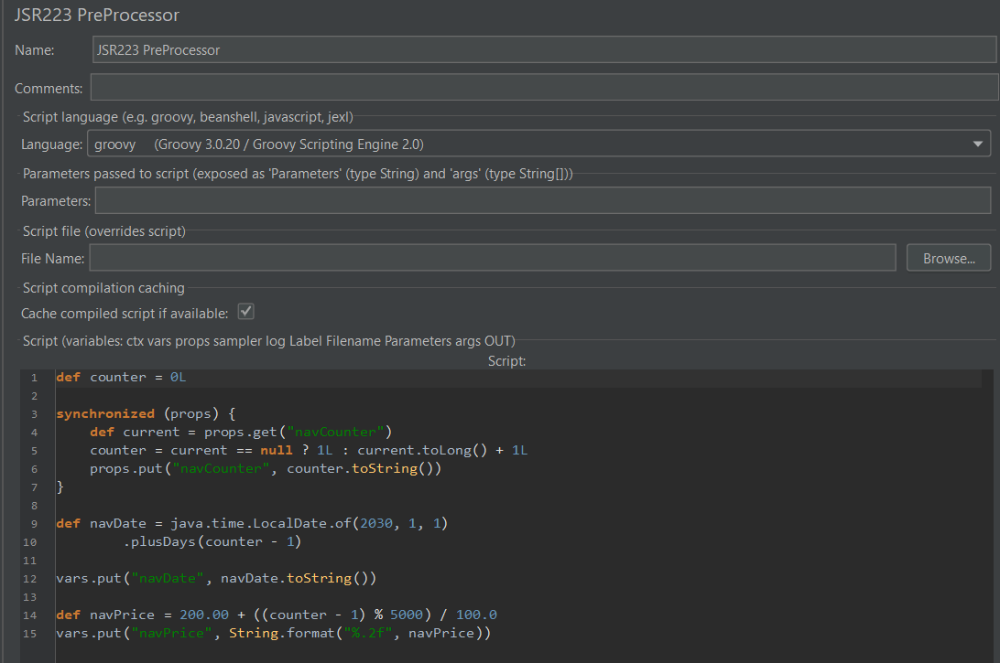 JSR223 PreProcessor
Name: JSR223 PreProcessor
Comments:
Script language (e.g. groovy, beanshell, javascript, jexl)
Language: groovy (Groovy 3.0.20 / Groovy Scripting Engine 2.0)
Parameters passed to script (exposed as 'Parameters' (type String) and 'args' (type String[]))
Parameters:
Script file (overrides script)
File Name: Browse...
Script compilation caching
Cache compiled script if available:
Script (variables: ctx vars props sampler log Label Filename Parameters args OUT)
Script:
1 def counter = 0L
2
3 synchronized (props) {
4     def current = props.get("navCounter")
5     counter = current == null ? 1L : current.toLong() + 1L
6     props.put("navCounter", counter.toString())
7 }
8
9 def navDate = java.time.LocalDate.of(2030, 1, 1)
10         .plusDays(counter - 1)
11
12 vars.put("navDate", navDate.toString())
13
14 def navPrice = 200.00 + ((counter - 1) % 5000) / 100.0
15 vars.put("navPrice", String.format("%.2f", navPrice))